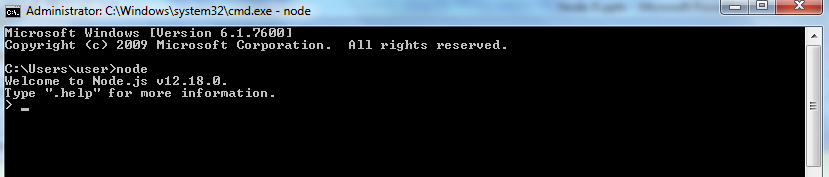 Administrator: C:\Windows\system32\cmd.exe - node
Microsoft Windows [Version 6.1.7600]
Copyright (c) 2009 Microsoft Corporation.  All rights reserved.
C:\Users\user>node
Welcome to Node.js v12.18.0.
Type ".help" for more information.
> _